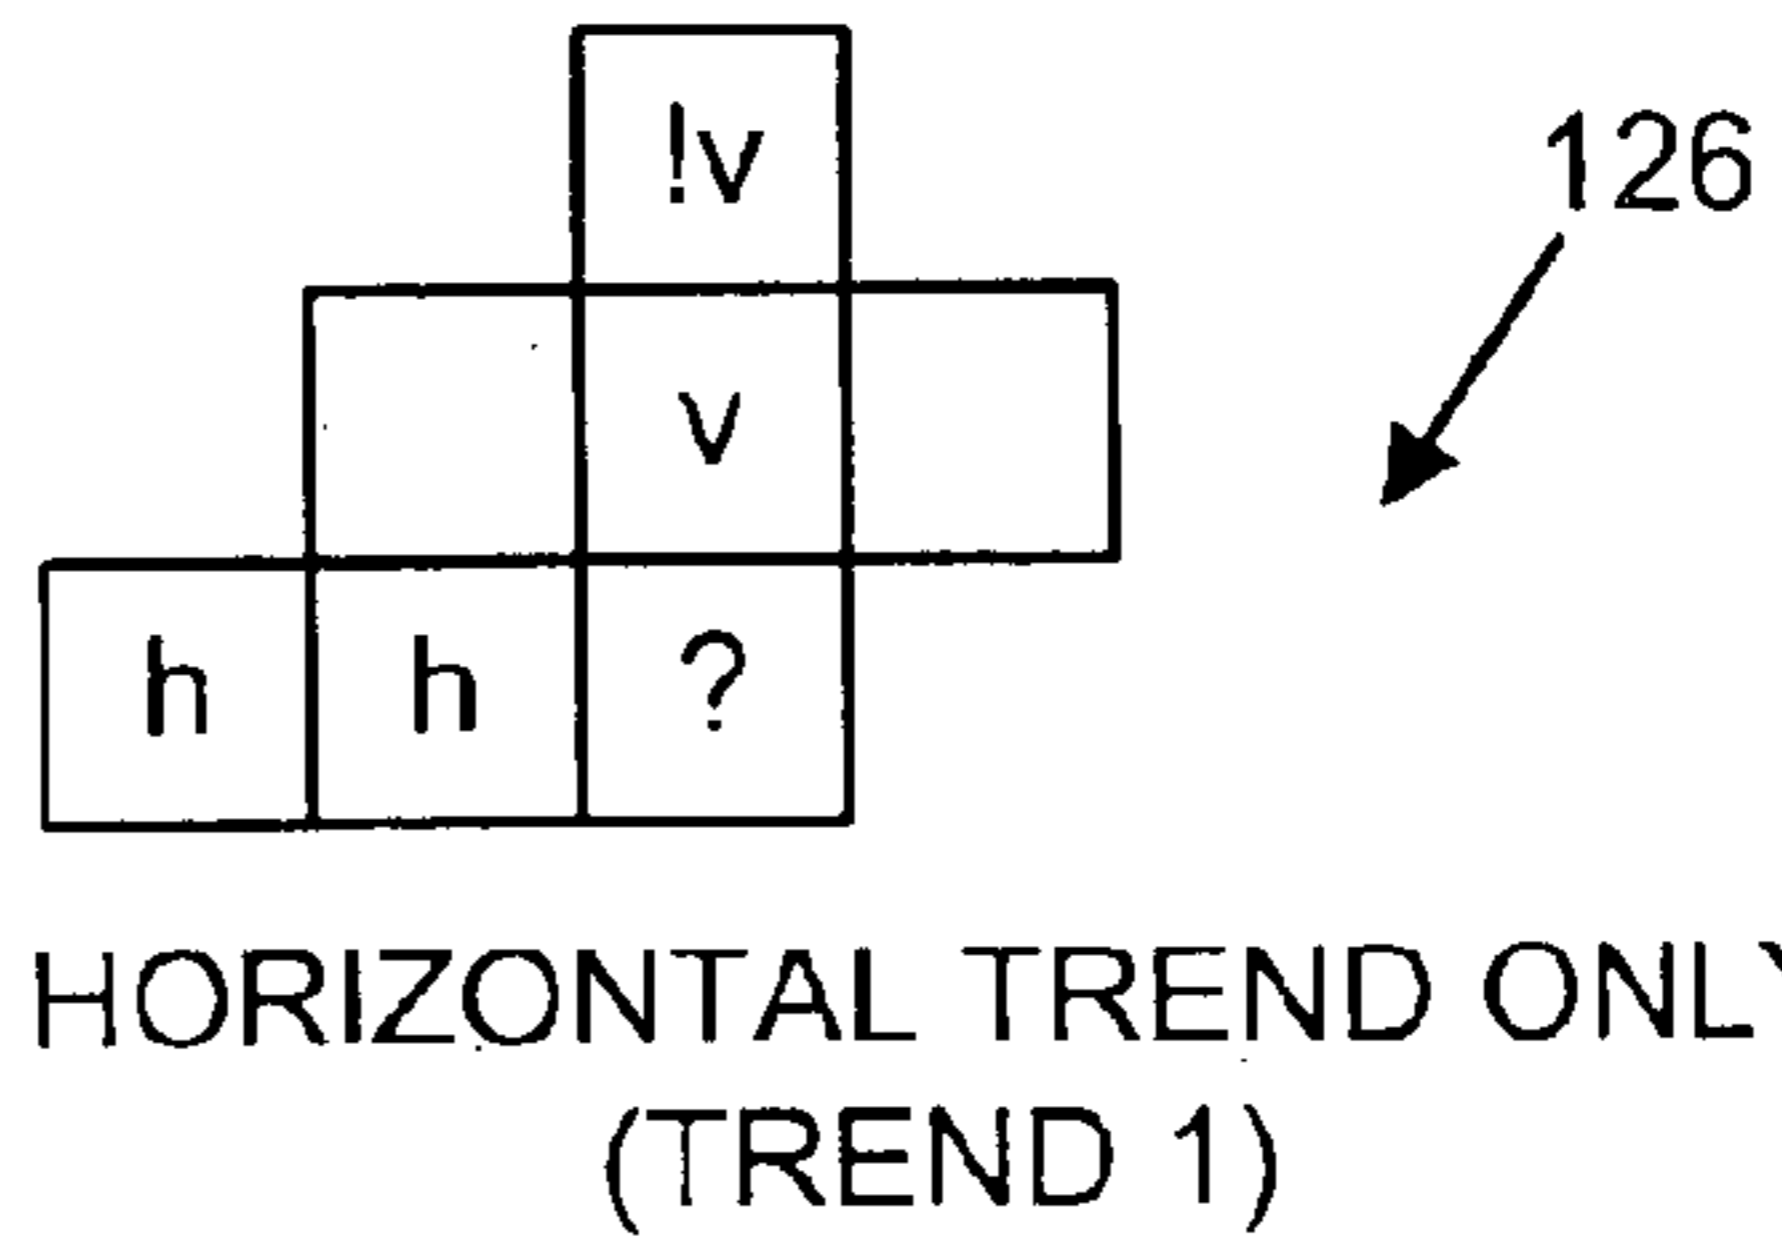 !v
126
v
h h ?
HORIZONTAL TREND ONLY
(TREND 1)